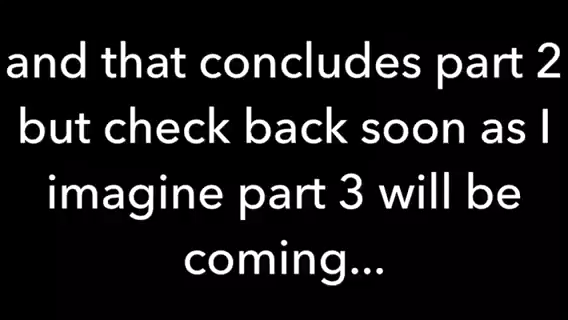 and that concludes part 2
but check back soon as I
imagine part 3 will be
coming...